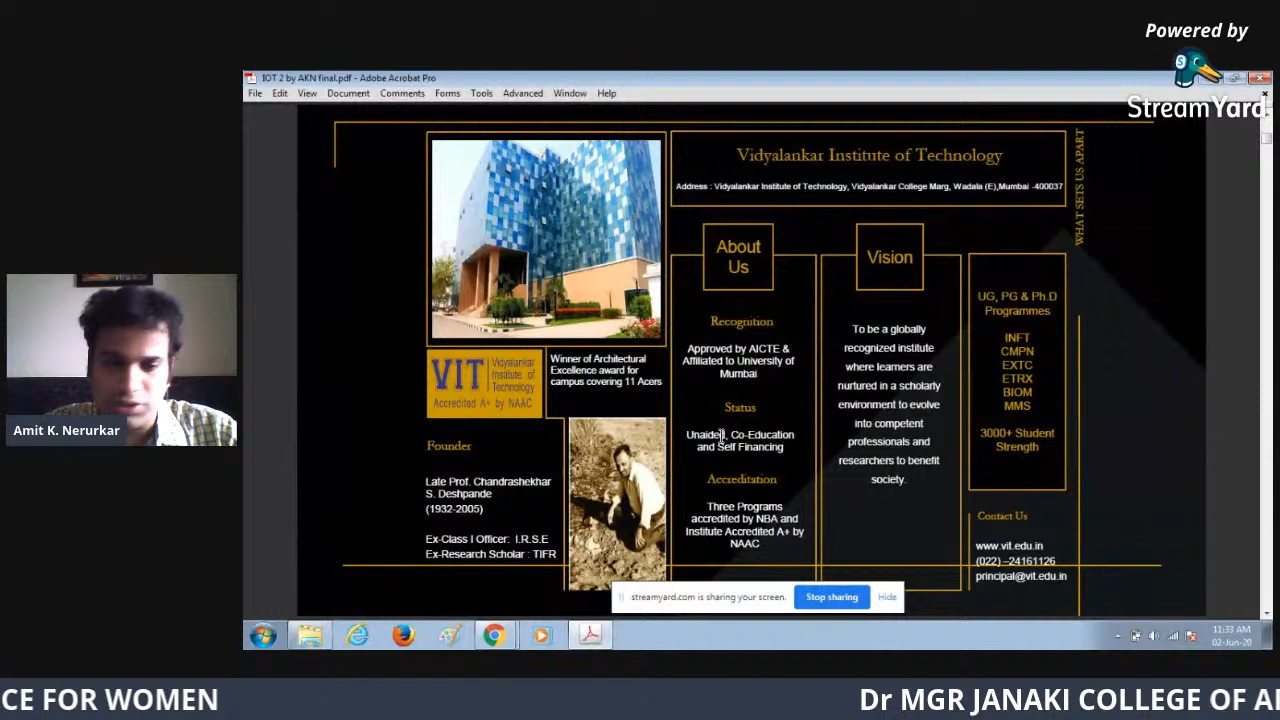 Powered by
StreamYard
IOT 2 by AKN final.pdf - Adobe Acrobat Pro
File Edit View Document Comments Forms Tools Advanced Window Help
Vidyalankar Institute of Technology
Address : Vidyalankar Institute of Technology, Vidyalankar College Marg, Wadala (E),Mumbai -400037
WHAT SETS US APART
VIT
Vidyalankar
Institute of
Technology
Accredited A+ by NAAC
Winner of Architectural
Excellence award for
campus covering 11 Acers
Founder
Late Prof. Chandrashekhar
S. Deshpande
(1932-2005)
Ex-Class I Officer: I.R.S.E
Ex-Research Scholar : TIFR
About
Us
Recognition
Approved by AICTE &
Affiliated to University of
Mumbai
Status
Unaided, Co-Education
and Self Financing
Accreditation
Three Programs
accredited by NBA and
Institute Accredited A+ by
NAAC
Vision
To be a globally
recognized institute
where learners are
nurtured in a scholarly
environment to evolve
into competent
professionals and
researchers to benefit
society.
UG, PG & Ph.D
Programmes
INFT
CMPN
EXTC
ETRX
BIOM
MMS
3000+ Student
Strength
Contact Us
www.vit.edu.in
(022) –24161126
principal@vit.edu.in
Amit K. Nerurkar
streamyard.com is sharing your screen. Stop sharing Hide
11:33 AM
02-Jun-20
CE FOR WOMEN Dr MGR JANAKI COLLEGE OF A